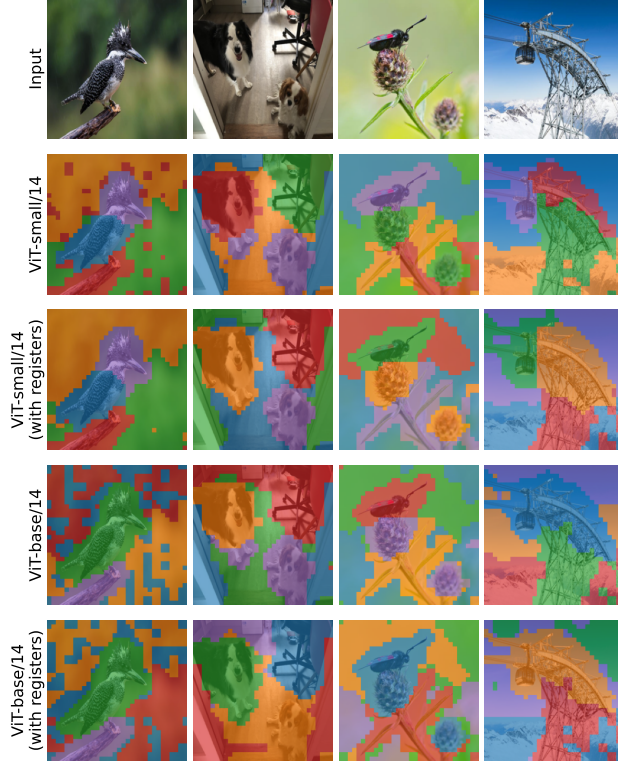 Input
ViT-small/14
ViT-small/14
(with registers)
ViT-base/14
ViT-base/14
(with registers)